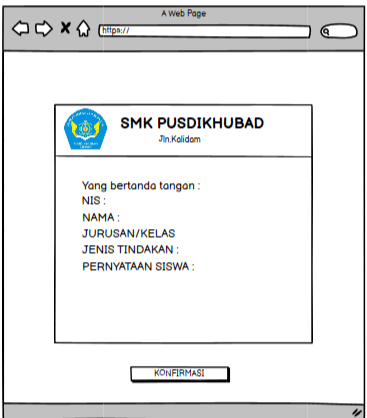 A Web Page
https://
SMK PUSDIKHUBAD
Jln.Kalidam
Yang bertanda tangan :
NIS :
NAMA :
JURUSAN/KELAS
JENIS TINDAKAN :
PERNYATAAN SISWA :
KONFIRMASI